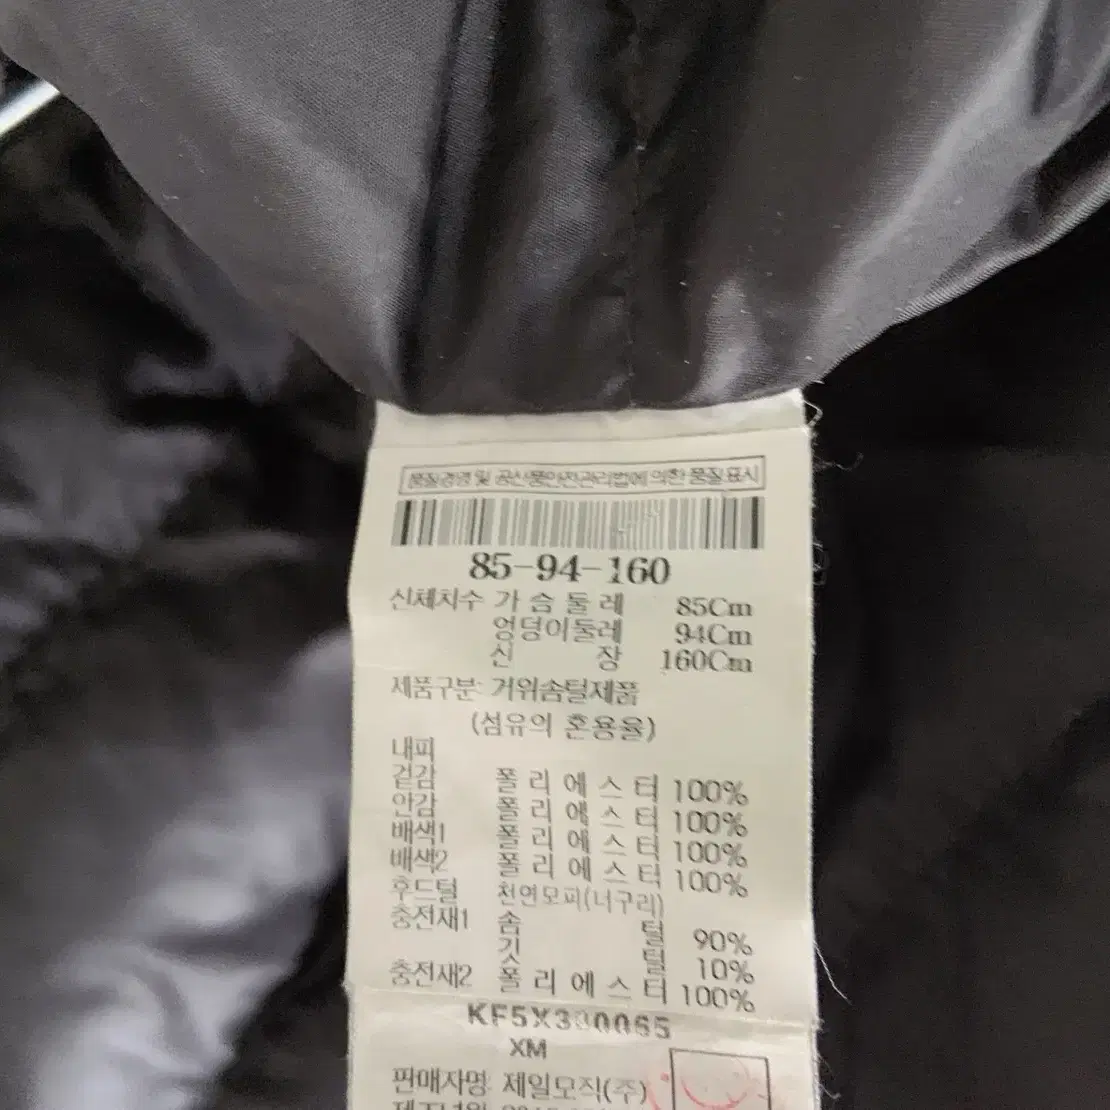 품질경영 및 공산품안전관리법에 의한 품질표시
85-94-160
신체치수 가슴둘레 85Cm
엉덩이둘레 94Cm
신장 160Cm
제품구분: 거위솜털제품
(섬유의 혼용율)
내피
겉감 폴리에스터 100%
안감 폴리에스터 100%
배색1 폴리에스터 100%
배색2 폴리에스터 100%
후드털 천연모피(너구리)
충전재1 솜털 90%
깃털 10%
충전재2 폴리에스터 100%
KF5X300065
XM
판매자명: 제일모직(주)
제조년월